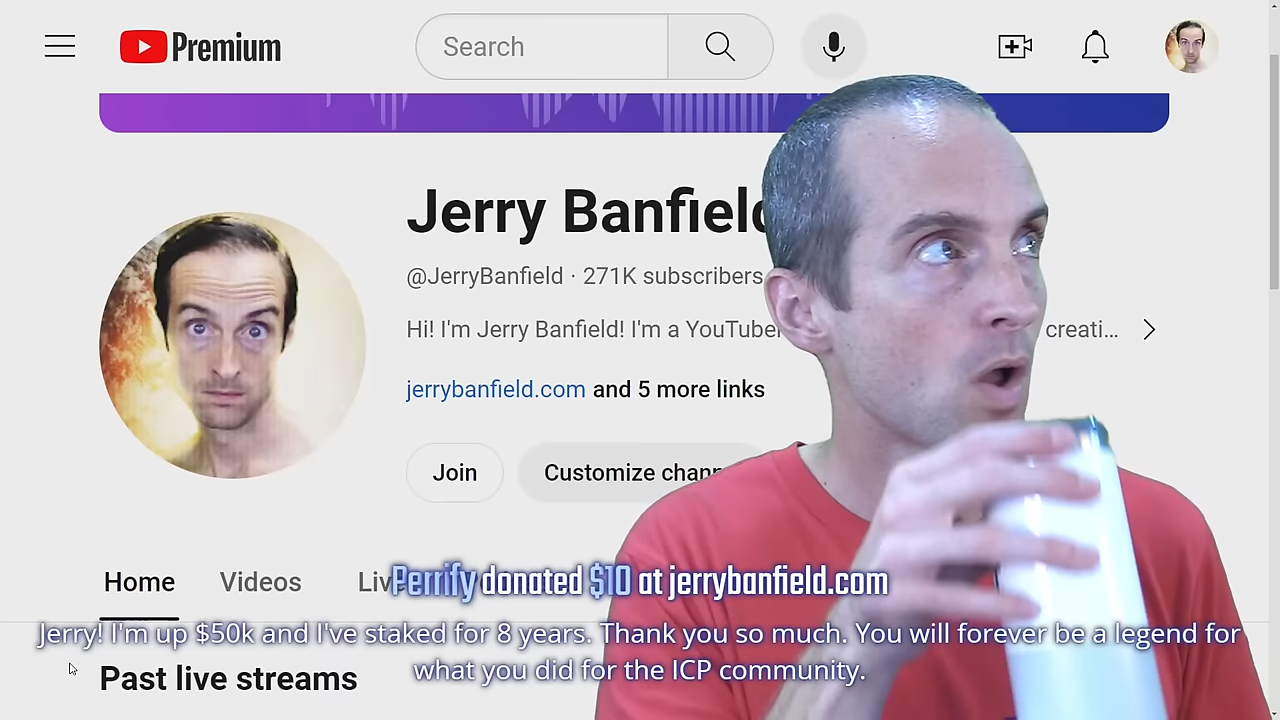 Premium
Search
Jerry Banfield
@JerryBanfield · 271K subscribers
Hi! I'm Jerry Banfield! I'm a YouTuber creati…
jerrybanfield.com and 5 more links
Join
Customize chann
Home Videos Liv
Perrify donated $10 at jerrybanfield.com
Jerry! I'm up $50k and I've staked for 8 years. Thank you so much. You will forever be a legend for
what you did for the ICP community.
Past live streams